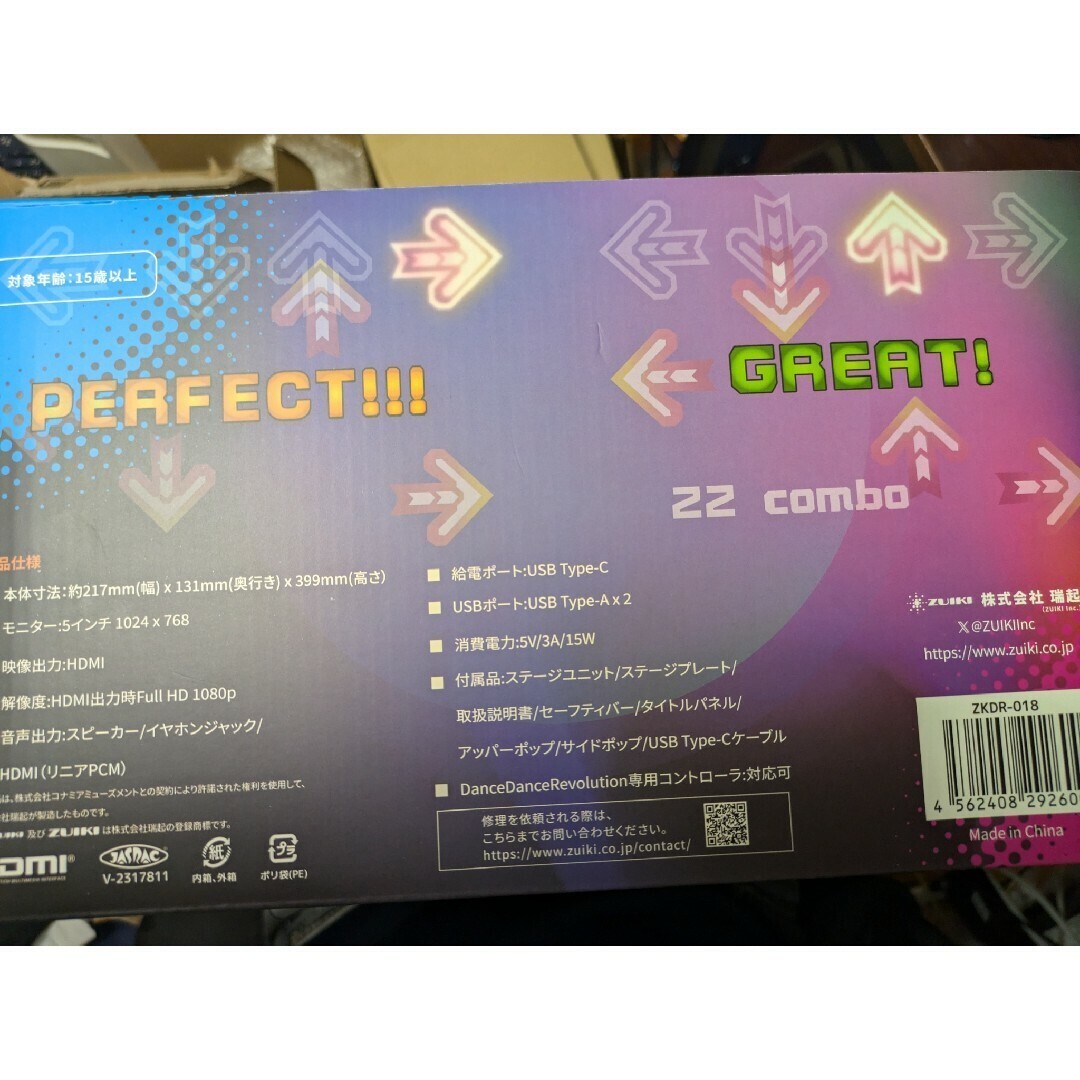 対象年齢:15歳以上
PERFECT!!!
GREAT!
22 combo
品仕様
本体寸法:約217mm(幅) x 131mm(奥行き) x 399mm(高さ)
モニター:5インチ 1024 x 768
映像出力:HDMI
解像度:HDMI出力時Full HD 1080p
音声出力:スピーカー/イヤホンジャック/
HDMI(リニアPCM)
は、株式会社コナミアミューズメントとの契約により許諾された権利を使用して、
社瑞起が製造したものです。
及び ZUIKI は株式会社瑞起の登録商標です。
JASRAC
V-2317811
紙
内箱、外箱
プラ
ポリ袋(PE)
■ 給電ポート:USB Type-C
■ USBポート:USB Type-A x 2
■ 消費電力:5V/3A/15W
■ 付属品:ステージユニット/ステージプレート/
取扱説明書/セーフティバー/タイトルパネル/
アッパーポップ/サイドポップ/USB Type-Cケーブル
■ DanceDanceRevolution専用コントローラ:対応可
修理を依頼される際は、
こちらまでお問い合わせください。
https://www.zuiki.co.jp/contact/
ZUIKI 株式会社 瑞起
(ZUIKI Inc.)
X@ZUIKIInc
https://www.zuiki.co.jp
ZKDR-018
4 562408 29260
Made in China